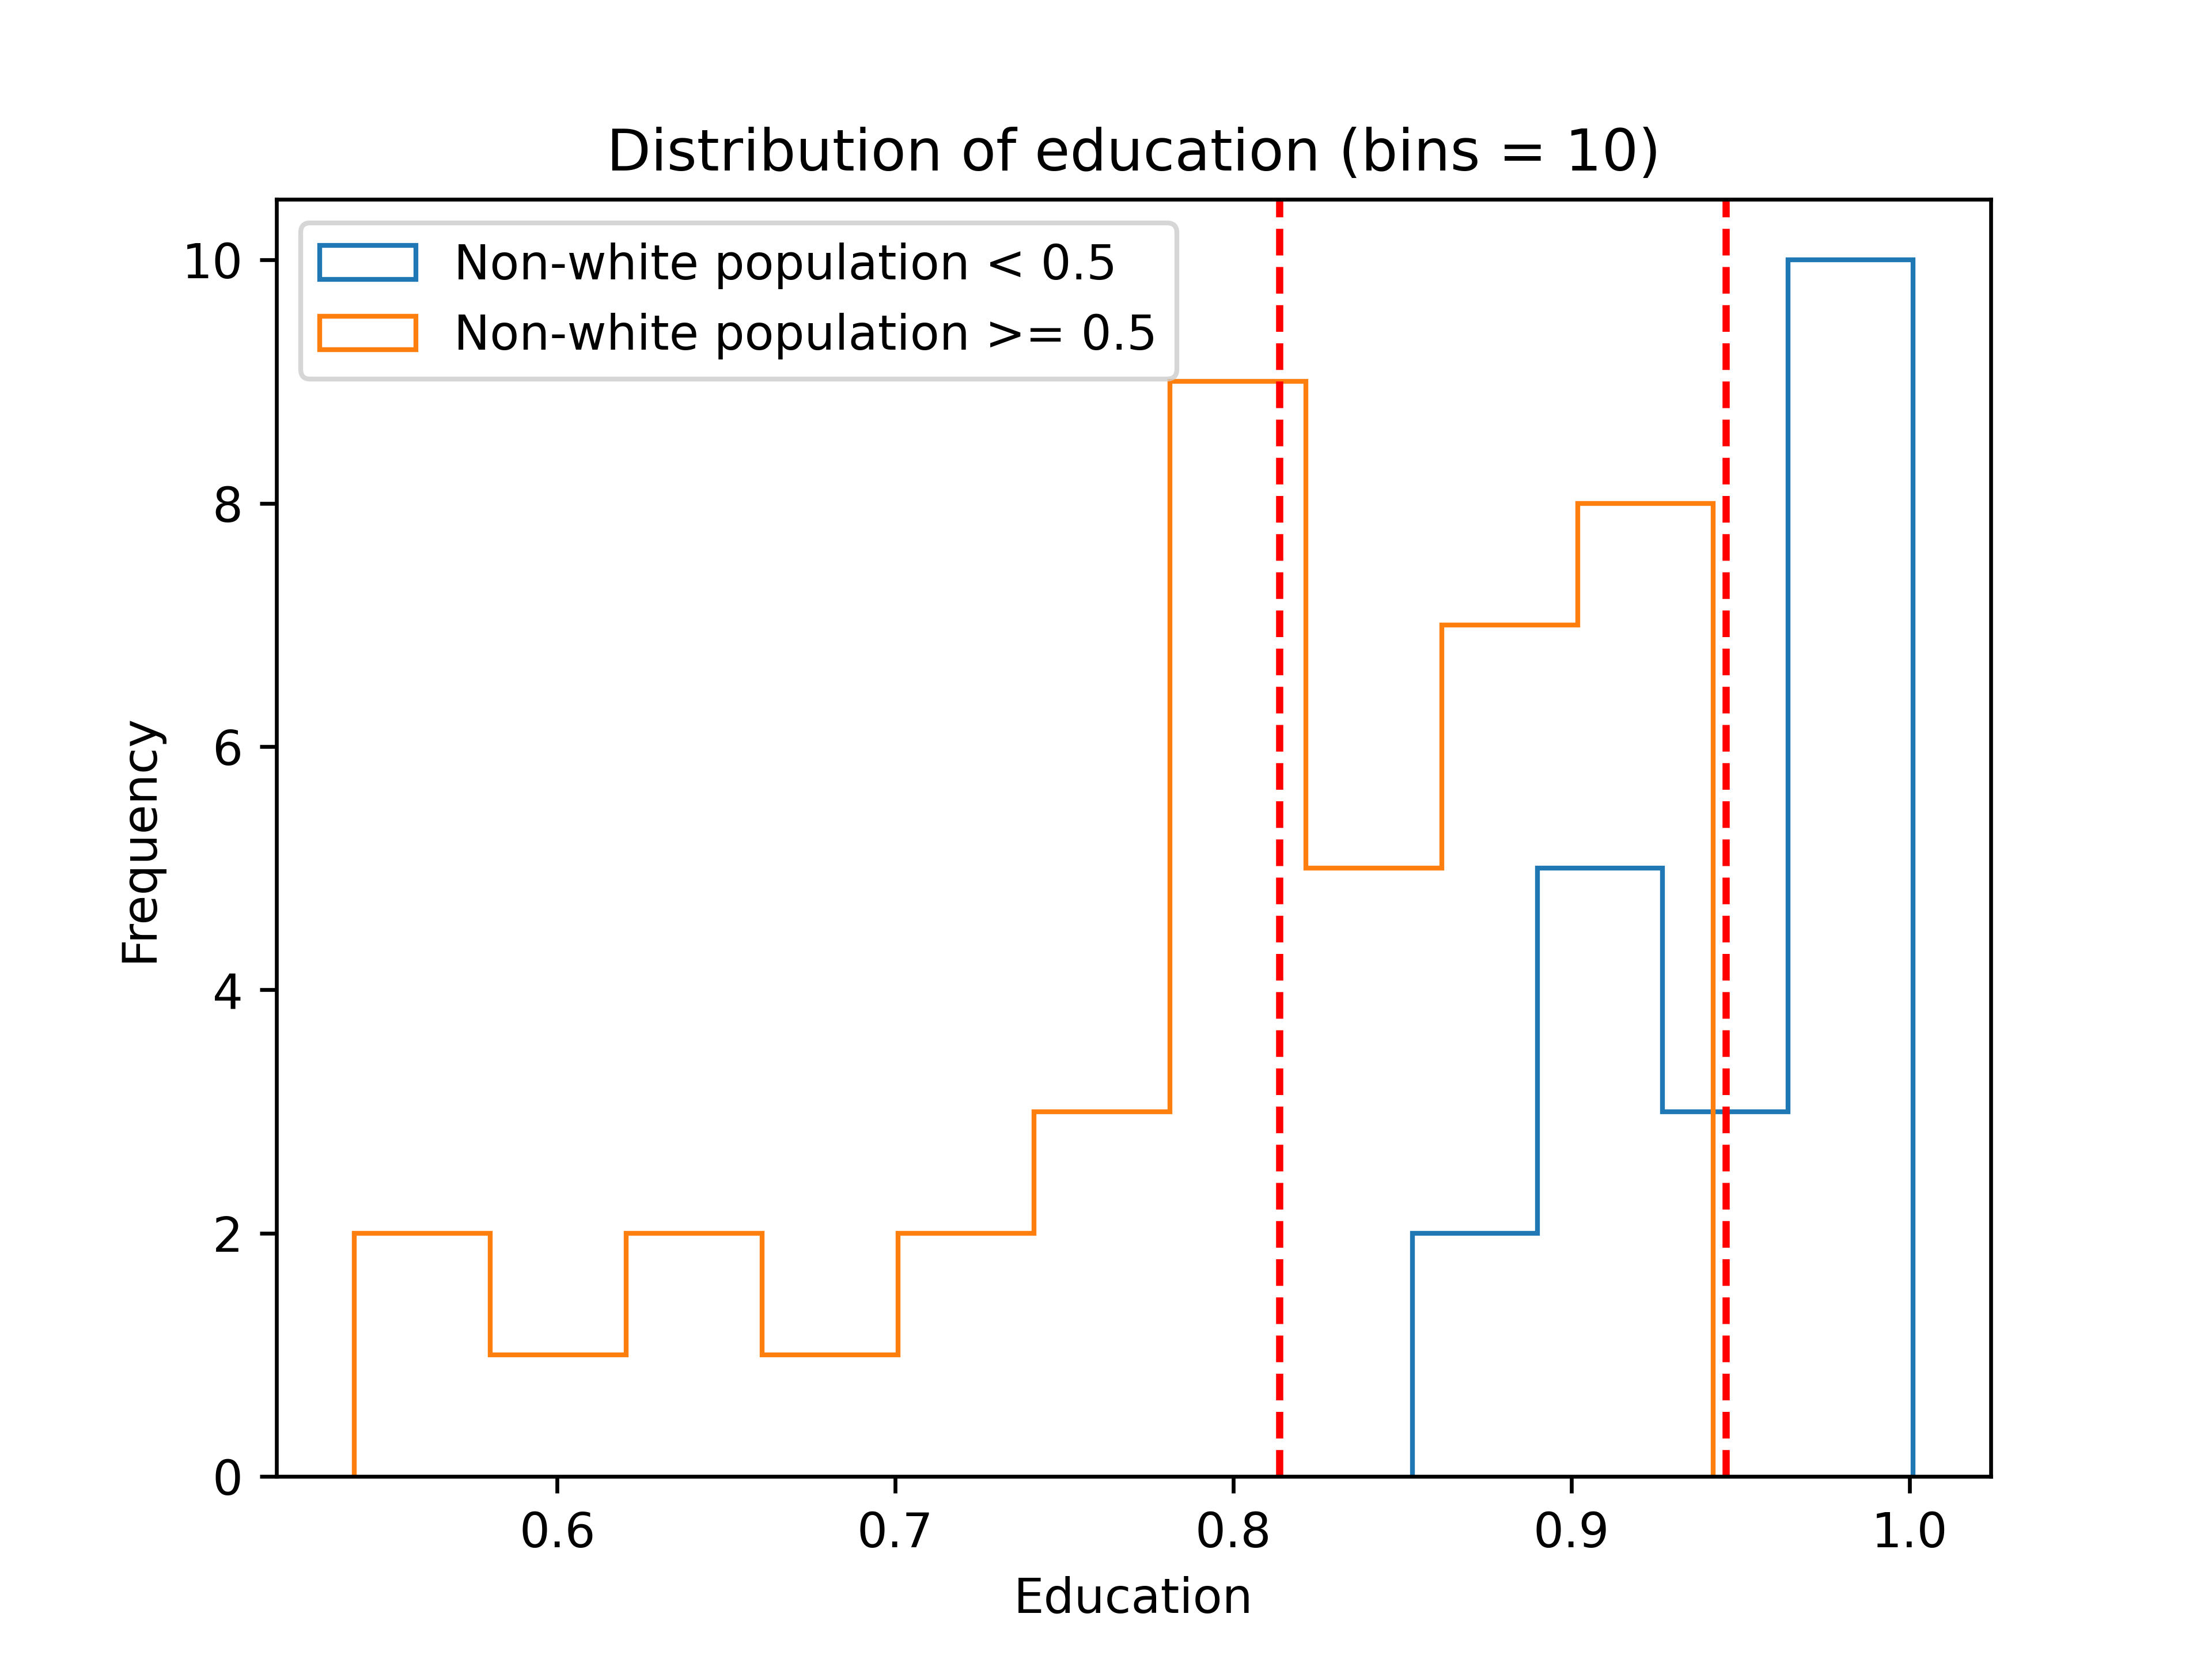 Distribution of education (bins = 10)
Non-white population < 0.5
Non-white population >= 0.5
10
8
6
4
2
0
Frequency
0.6 0.7 0.8 0.9 1.0
Education